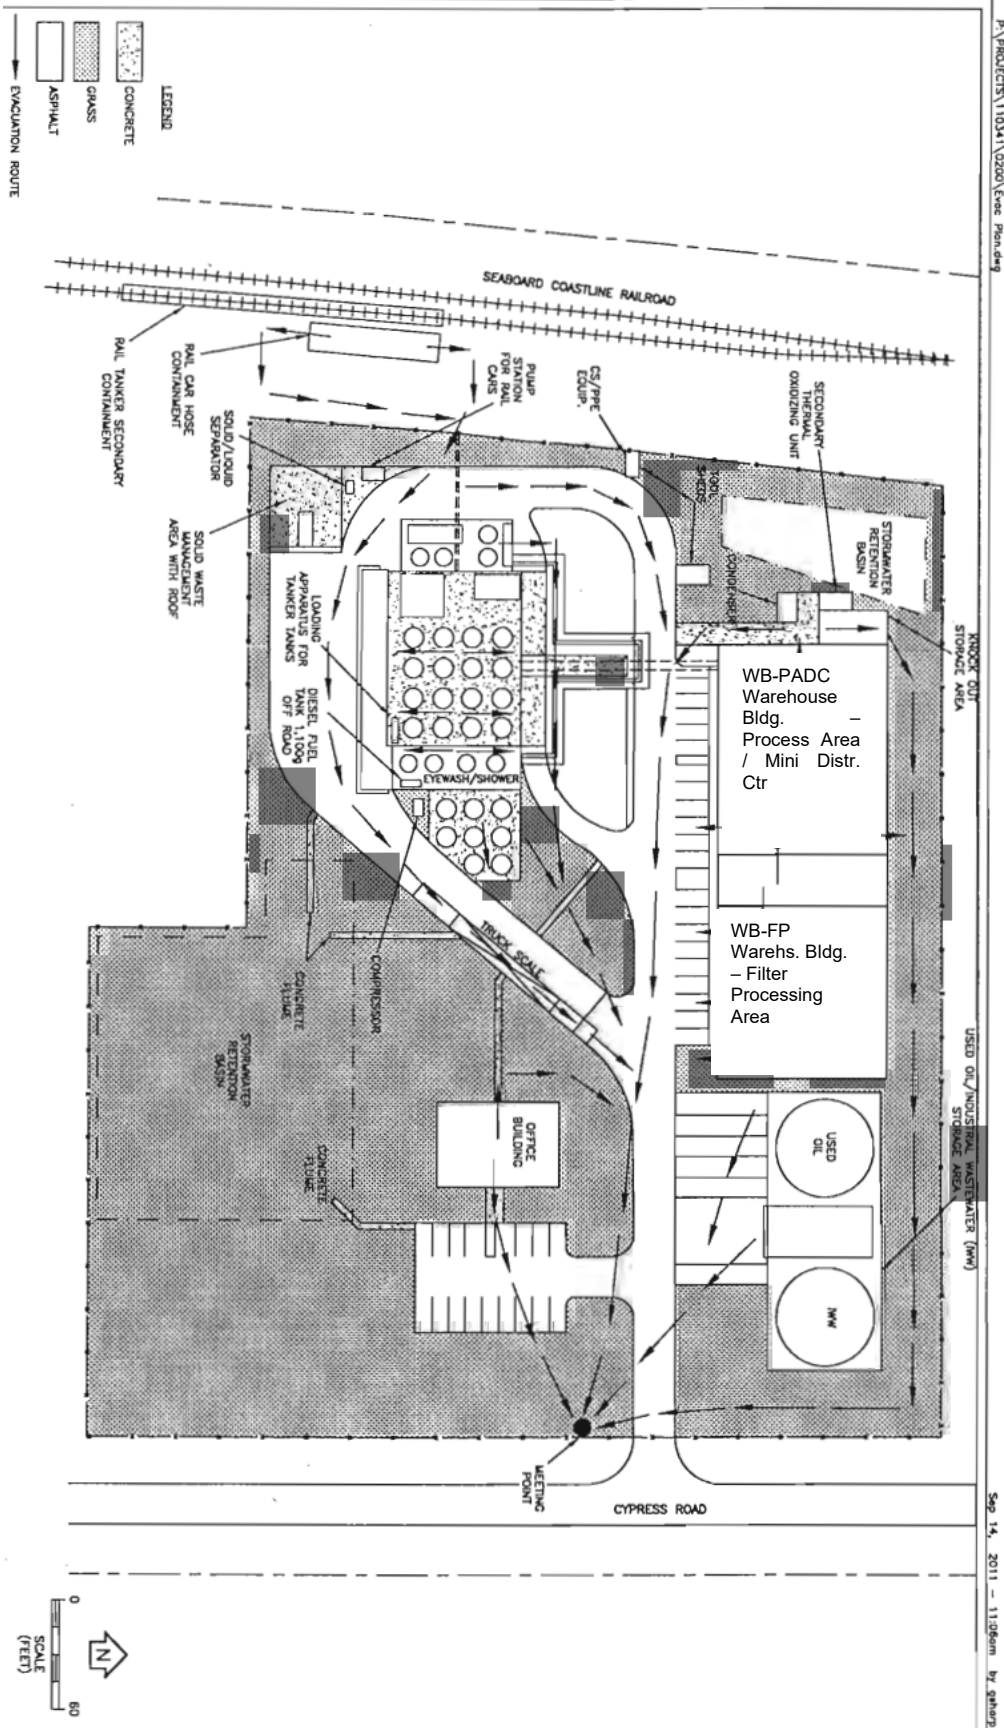 P:\PROJECTS\110341\0200\Evac Plan.dwg
Sep 14, 2011 - 11:06am by
LEGEND
CONCRETE
GRASS
ASPHALT
EVACUATION ROUTE
SEABOARD COASTLINE RAILROAD
RAIL TANKER SECONDARY
CONTAINMENT
RAIL CAR HOSE
CONTAINMENT
SOLID/LIQUID
SEPARATOR
PUMP
STATION
FOR RAIL
CARS
CS/PPE
EQUIP.
SECONDARY
THERMAL
OXIDIZING UNIT
TOOL
SHEDS
CONDENSER
STORMWATER
RETENTION
BASIN
KNOCK OUT
STORAGE AREA
SOLID WASTE
MANAGEMENT
AREA WITH ROOF
LOADING
APPARATUS FOR
TANKER TANKS
DIESEL FUEL
TANK 1,100g
OFF ROAD
EYEWASH/SHOWER
WB-PADC
Warehouse
Bldg. –
Process Area
/ Mini Distr.
Ctr
WB-FP
Warehs. Bldg.
– Filter
Processing
Area
TRUCK SCALE
COMPRESSOR
CONCRETE
FLUME
STORMWATER
RETENTION
BASIN
CONCRETE
FLUME
OFFICE
BUILDING
USED OIL/INDUSTRIAL WASTEWATER (IWW)
STORAGE AREA
USED
OIL
IWW
MEETING
POINT
CYPRESS ROAD
N
0 60
SCALE
(FEET)